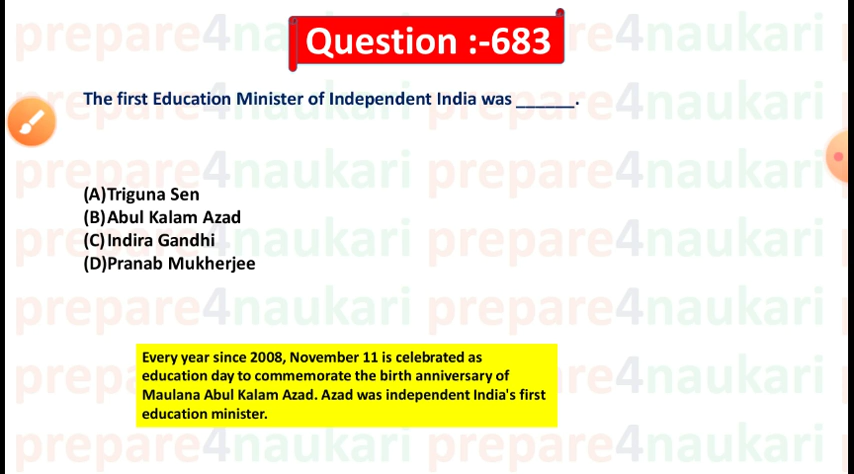 Question :-683
The first Education Minister of Independent India was ______.
(A)Triguna Sen
(B)Abul Kalam Azad
(C)Indira Gandhi
(D)Pranab Mukherjee
Every year since 2008, November 11 is celebrated as
education day to commemorate the birth anniversary of
Maulana Abul Kalam Azad. Azad was independent India's first
education minister.
prepare4naukari prepare4naukari